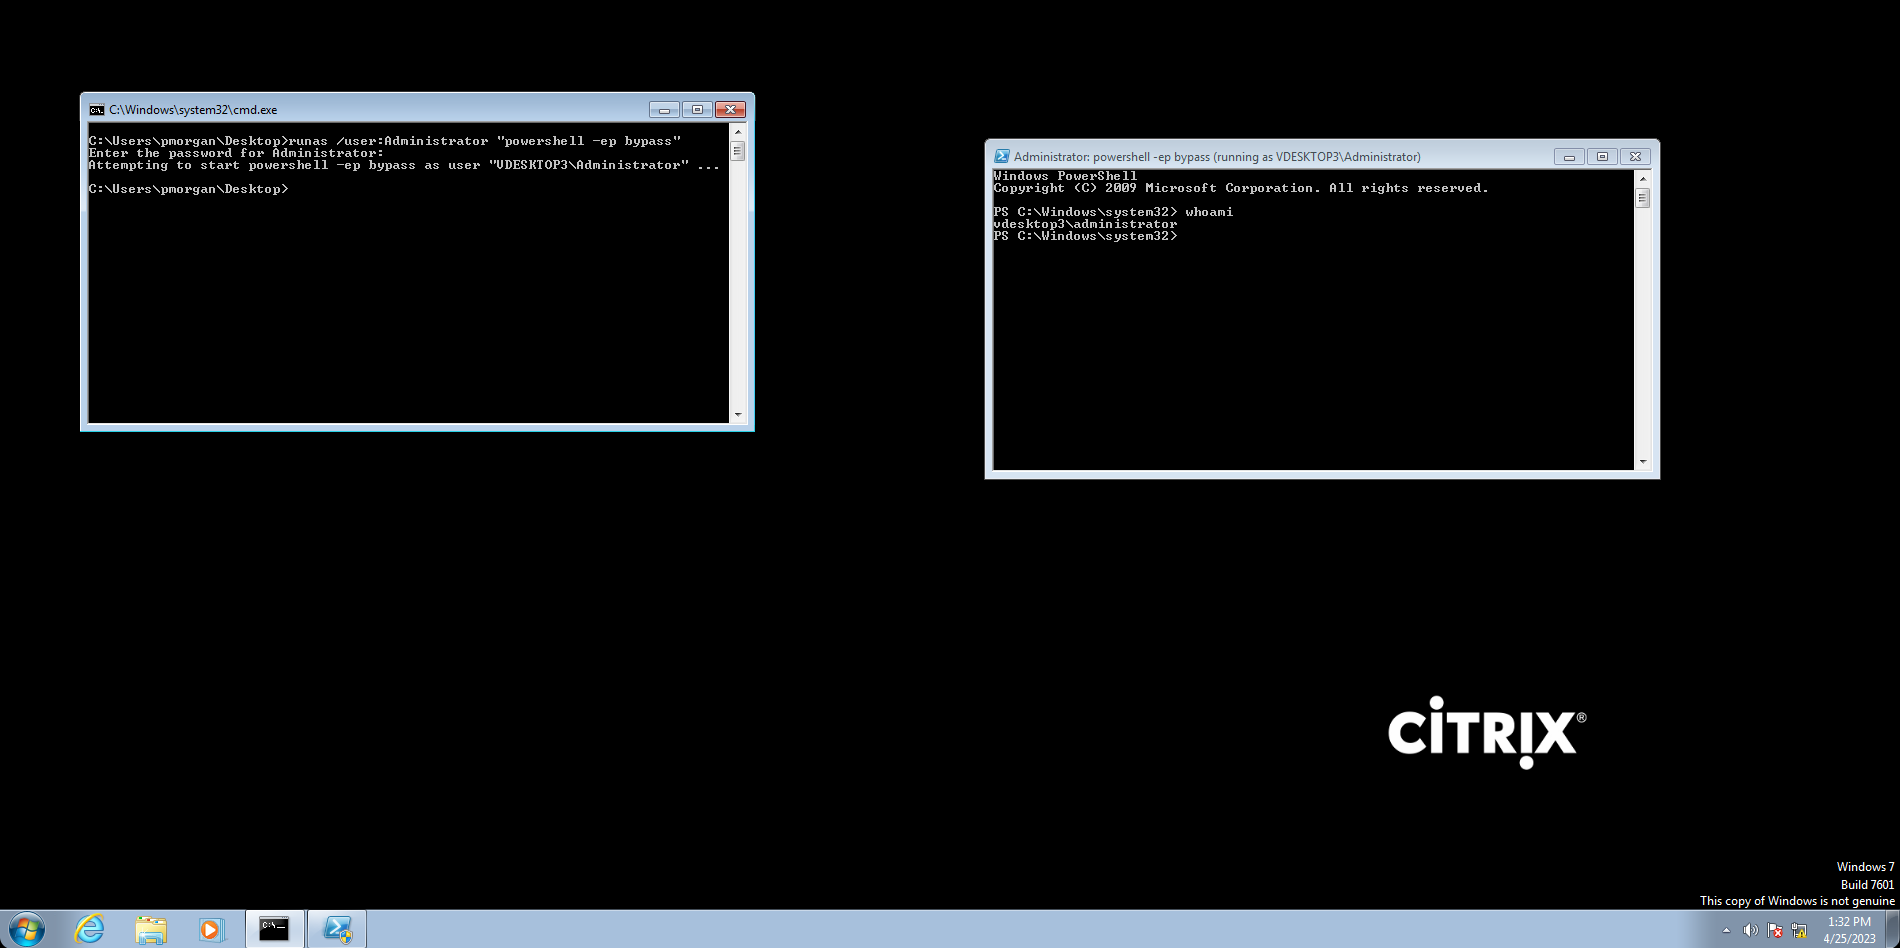 C:\Windows\system32\cmd.exe
C:\Users\pmorgan\Desktop>runas /user:Administrator "powershell -ep bypass"
Enter the password for Administrator:
Attempting to start powershell -ep bypass as user "VDESKTOP3\Administrator" ...
C:\Users\pmorgan\Desktop>
Administrator: powershell -ep bypass (running as VDESKTOP3\Administrator)
Windows PowerShell
Copyright (C) 2009 Microsoft Corporation. All rights reserved.
PS C:\Windows\system32> whoami
vdesktop3\administrator
PS C:\Windows\system32>
CiTRIX®
Windows 7
Build 7601
This copy of Windows is not genuine
1:32 PM
4/25/2023